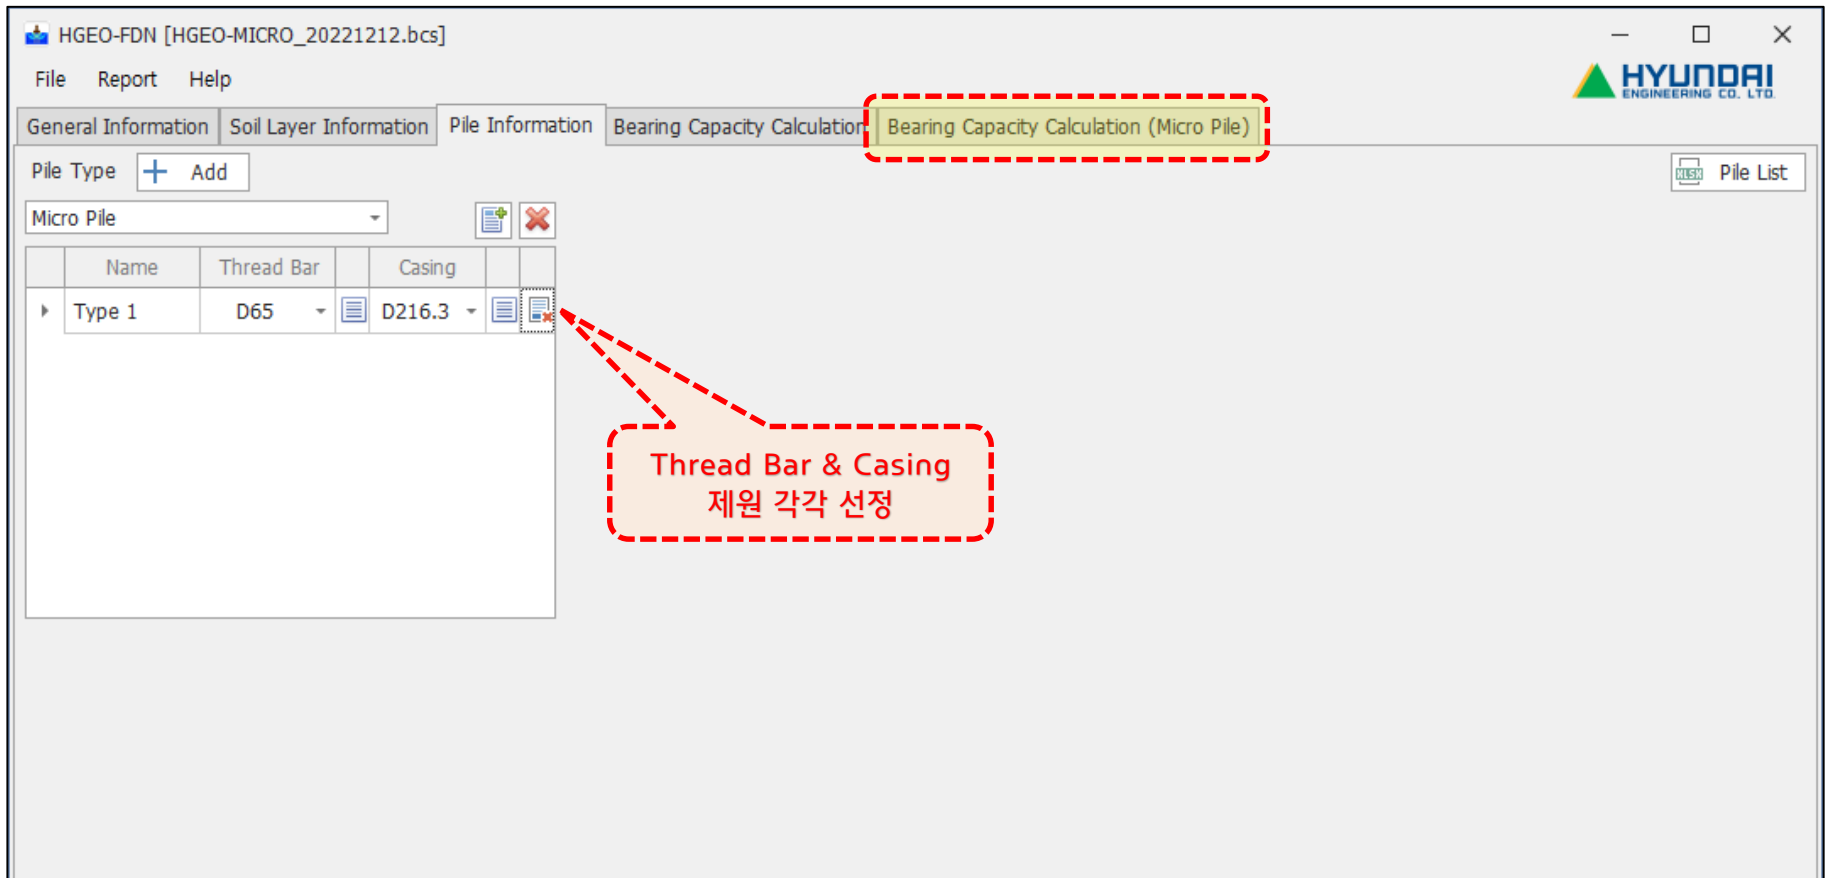 HGEO-FDN [HGEO-MICRO_20221212.bcs]
File Report Help
HYUNDAI
ENGINEERING CO. LTD.
General Information Soil Layer Information Pile Information Bearing Capacity Calculation Bearing Capacity Calculation (Micro Pile)
Pile Type Add
XLSX Pile List
Micro Pile
Name Thread Bar Casing
Type 1 D65 D216.3
Thread Bar & Casing
제원 각각 선정